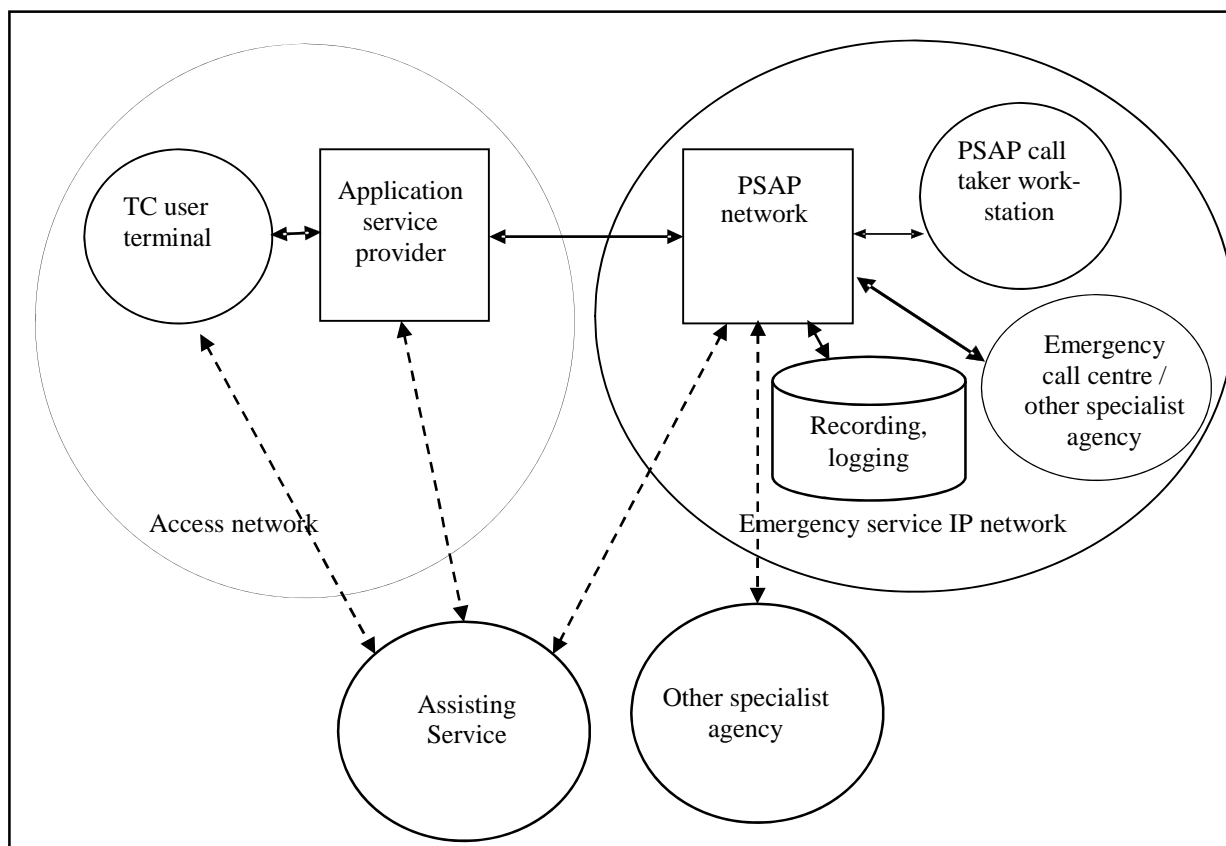 TC user
terminal
Application
service
provider
PSAP
network
PSAP call
taker work-
station
Emergency
call centre /
other specialist
agency
Recording,
logging
Access network
Emergency service IP network
Assisting
Service
Other specialist
agency